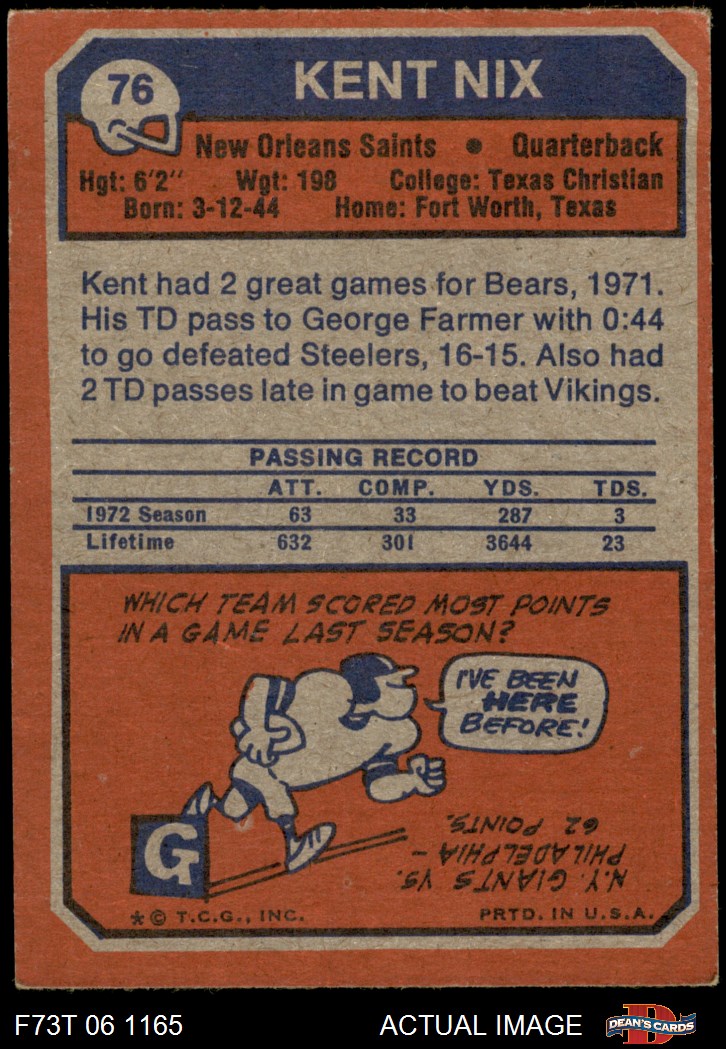 76
KENT NIX
New Orleans Saints • Quarterback
Hgt: 6'2" Wgt: 198 College: Texas Christian
Born: 3-12-44 Home: Fort Worth, Texas
Kent had 2 great games for Bears, 1971.
His TD pass to George Farmer with 0:44
to go defeated Steelers, 16-15. Also had
2 TD passes late in game to beat Vikings.
PASSING RECORD
ATT. COMP. YDS. TDS.
1972 Season 63 33 287 3
Lifetime 632 301 3644 23
WHICH TEAM SCORED MOST POINTS
IN A GAME LAST SEASON?
I'VE BEEN
HERE
BEFORE!
G
N.Y. GIANTS VS.
PHILADELPHIA -
62 POINTS.
*© T.C.G., INC. PRTD. IN U.S.A.
F73T 06 1165 ACTUAL IMAGE
D
DEAN'S CARDS